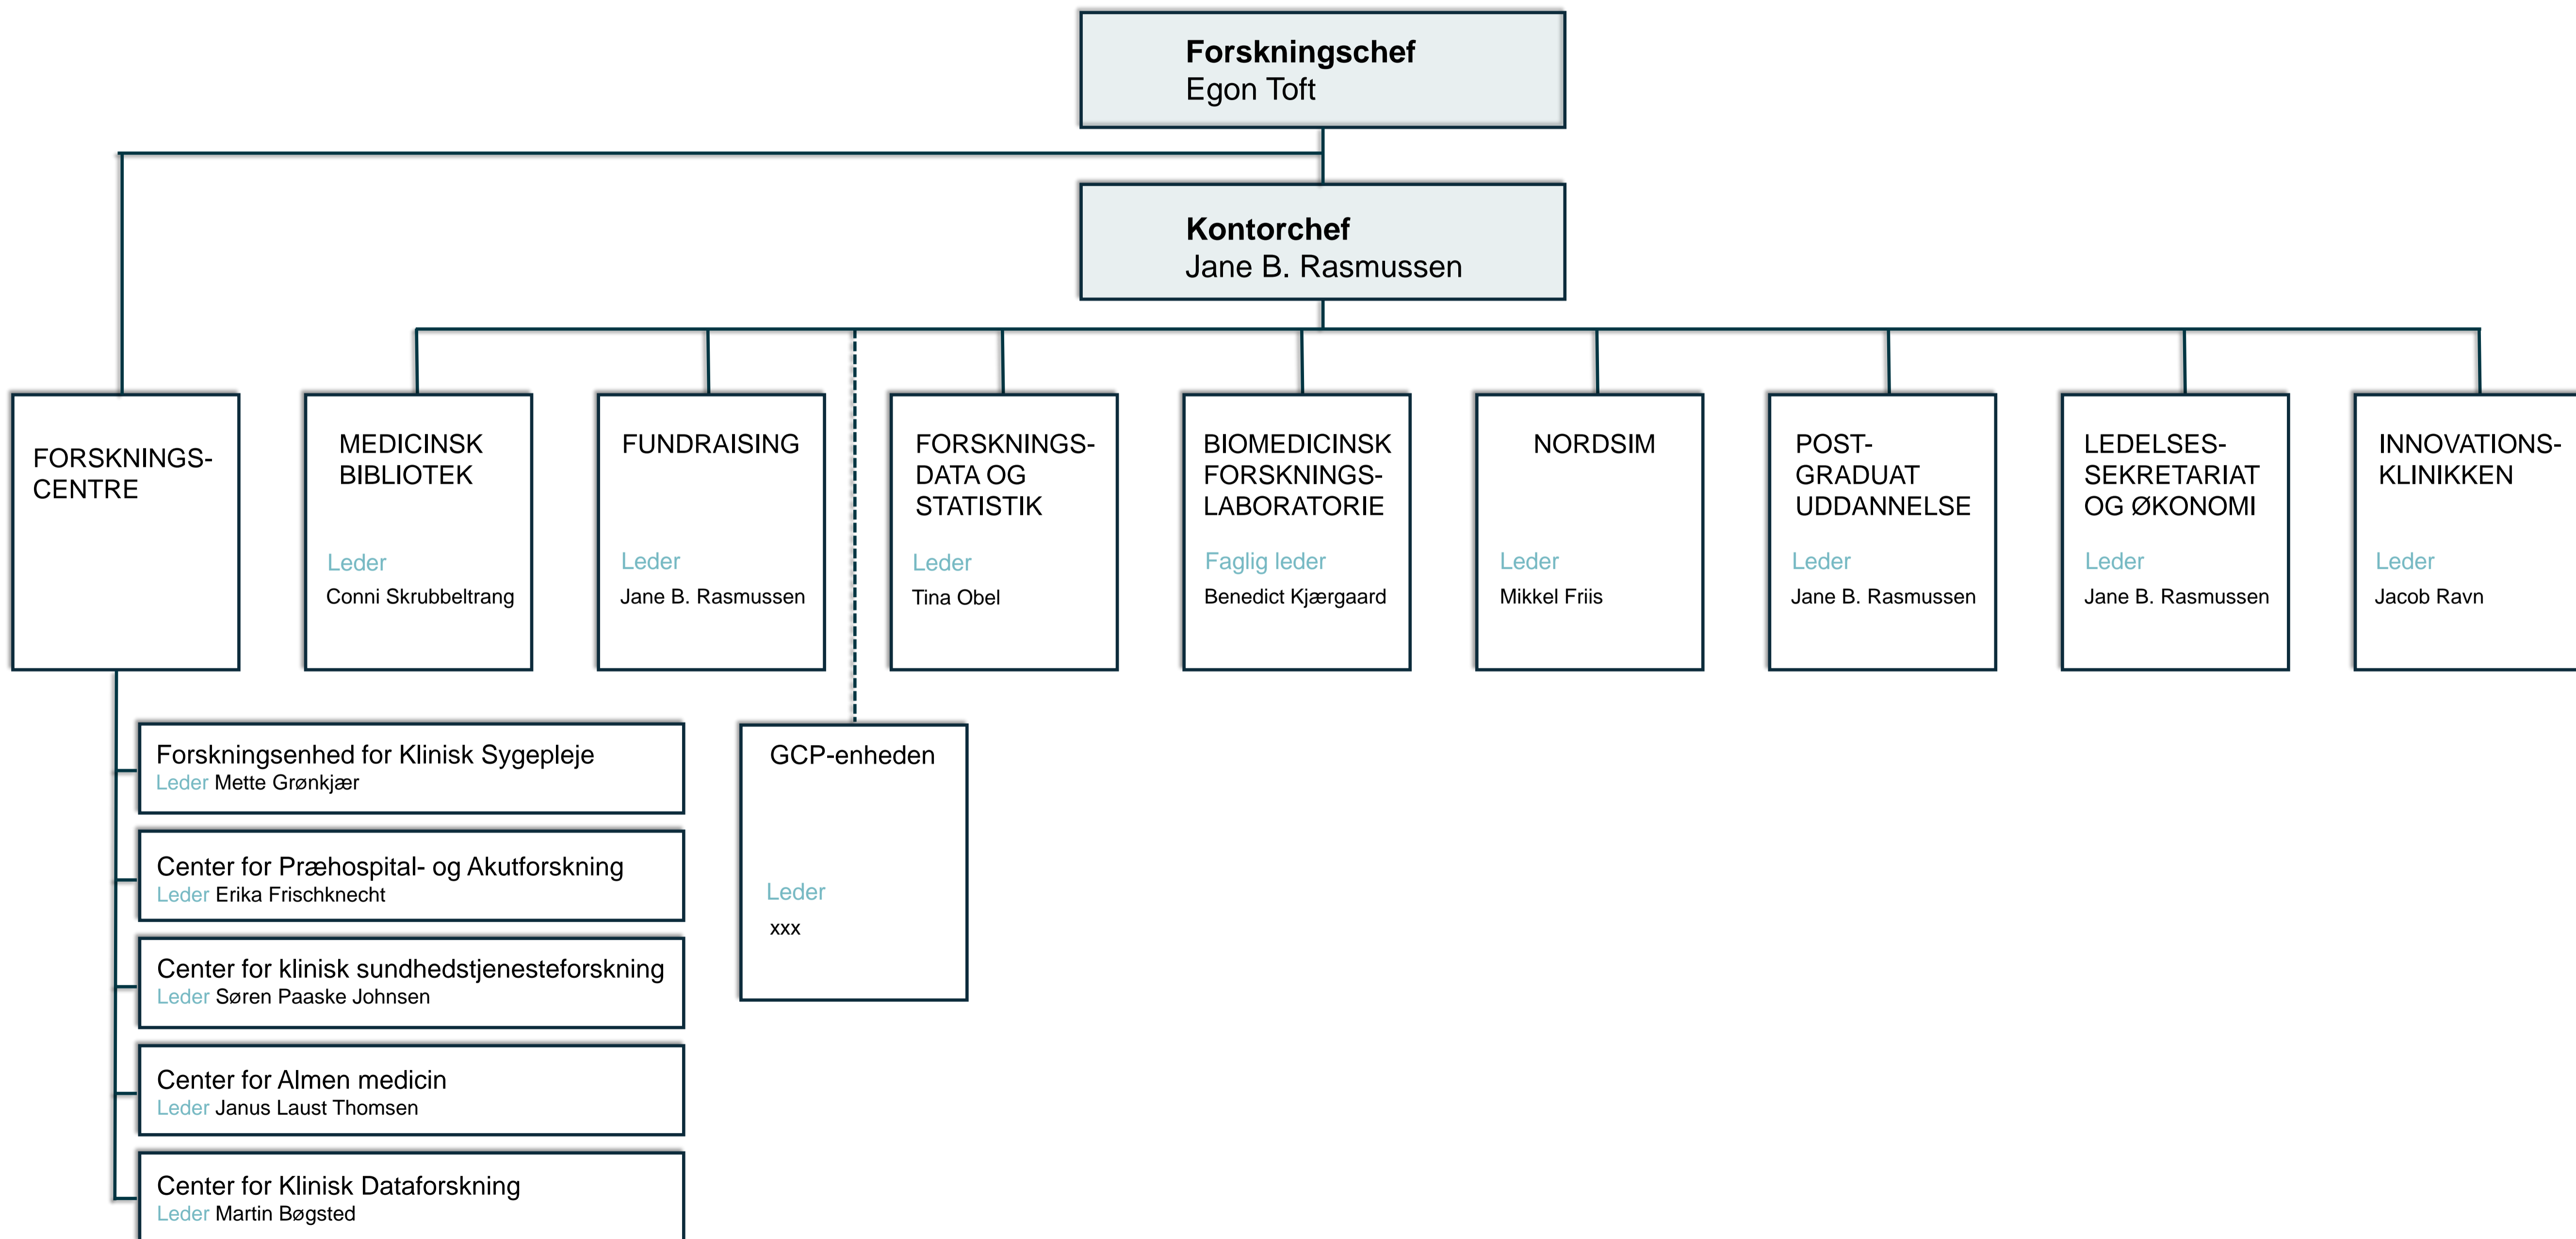 Forskningschef
Egon Toft
Kontorchef
Jane B. Rasmussen
FORSKNINGS-
CENTRE
MEDICINSK
BIBLIOTEK
Leder
Conni Skrubbeltrang
FUNDRAISING
Leder
Jane B. Rasmussen
FORSKNINGS-
DATA OG
STATISTIK
Leder
Tina Obel
BIOMEDICINSK
FORSKNINGS-
LABORATORIE
Faglig leder
Benedict Kjærgaard
NORDSIM
Leder
Mikkel Friis
POST-
GRADUAT
UDDANNELSE
Leder
Jane B. Rasmussen
LEDELSES-
SEKRETARIAT
OG ØKONOMI
Leder
Jane B. Rasmussen
INNOVATIONS-
KLINIKKEN
Leder
Jacob Ravn
Forskningsenhed for Klinisk Sygepleje
Leder Mette Grønkjær
Center for Præhospital- og Akutforskning
Leder Erika Frischknecht
Center for klinisk sundhedstjenesteforskning
Leder Søren Paaske Johnsen
Center for Almen medicin
Leder Janus Laust Thomsen
Center for Klinisk Dataforskning
Leder Martin Bøgsted
GCP-enheden
Leder
xxx